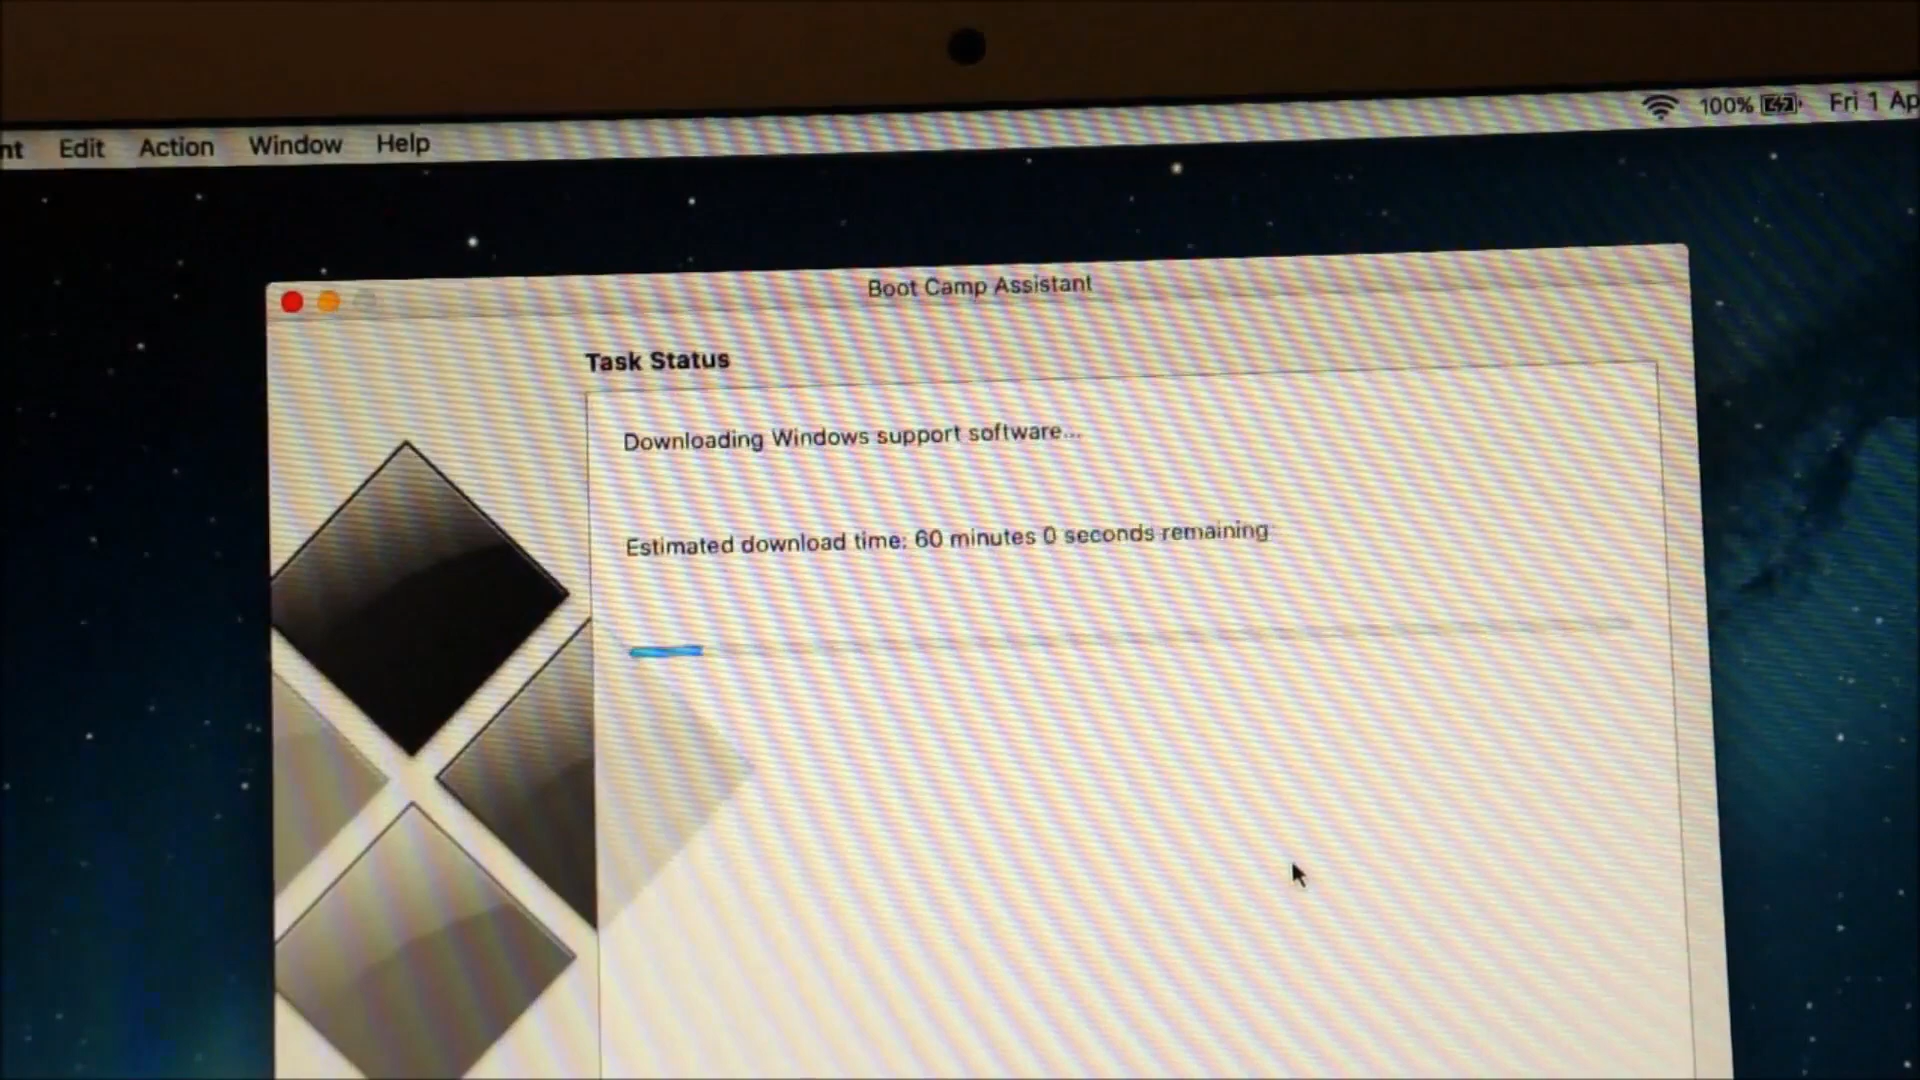 Edit Action Window Help 100% Fri 1
Boot Camp Assistant
Task Status
Downloading Windows support software...
Estimated download time: 60 minutes 0 seconds remaining